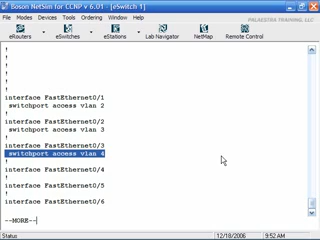 Boson NetSim for CCNP v 6.01 - [eSwitch 1]
File Modes Devices Tools Ordering Window Help
PALAESTRA TRAINING, LLC
eRouters eSwitches eStations Lab Navigator NetMap Remote Control
!
!
!
!
!
interface FastEthernet0/1
switchport access vlan 2
!
interface FastEthernet0/2
switchport access vlan 3
!
interface FastEthernet0/3
switchport access vlan 4
!
interface FastEthernet0/4
!
interface FastEthernet0/5
!
interface FastEthernet0/6
--MORE--
Status 12/18/2006 9:52 AM